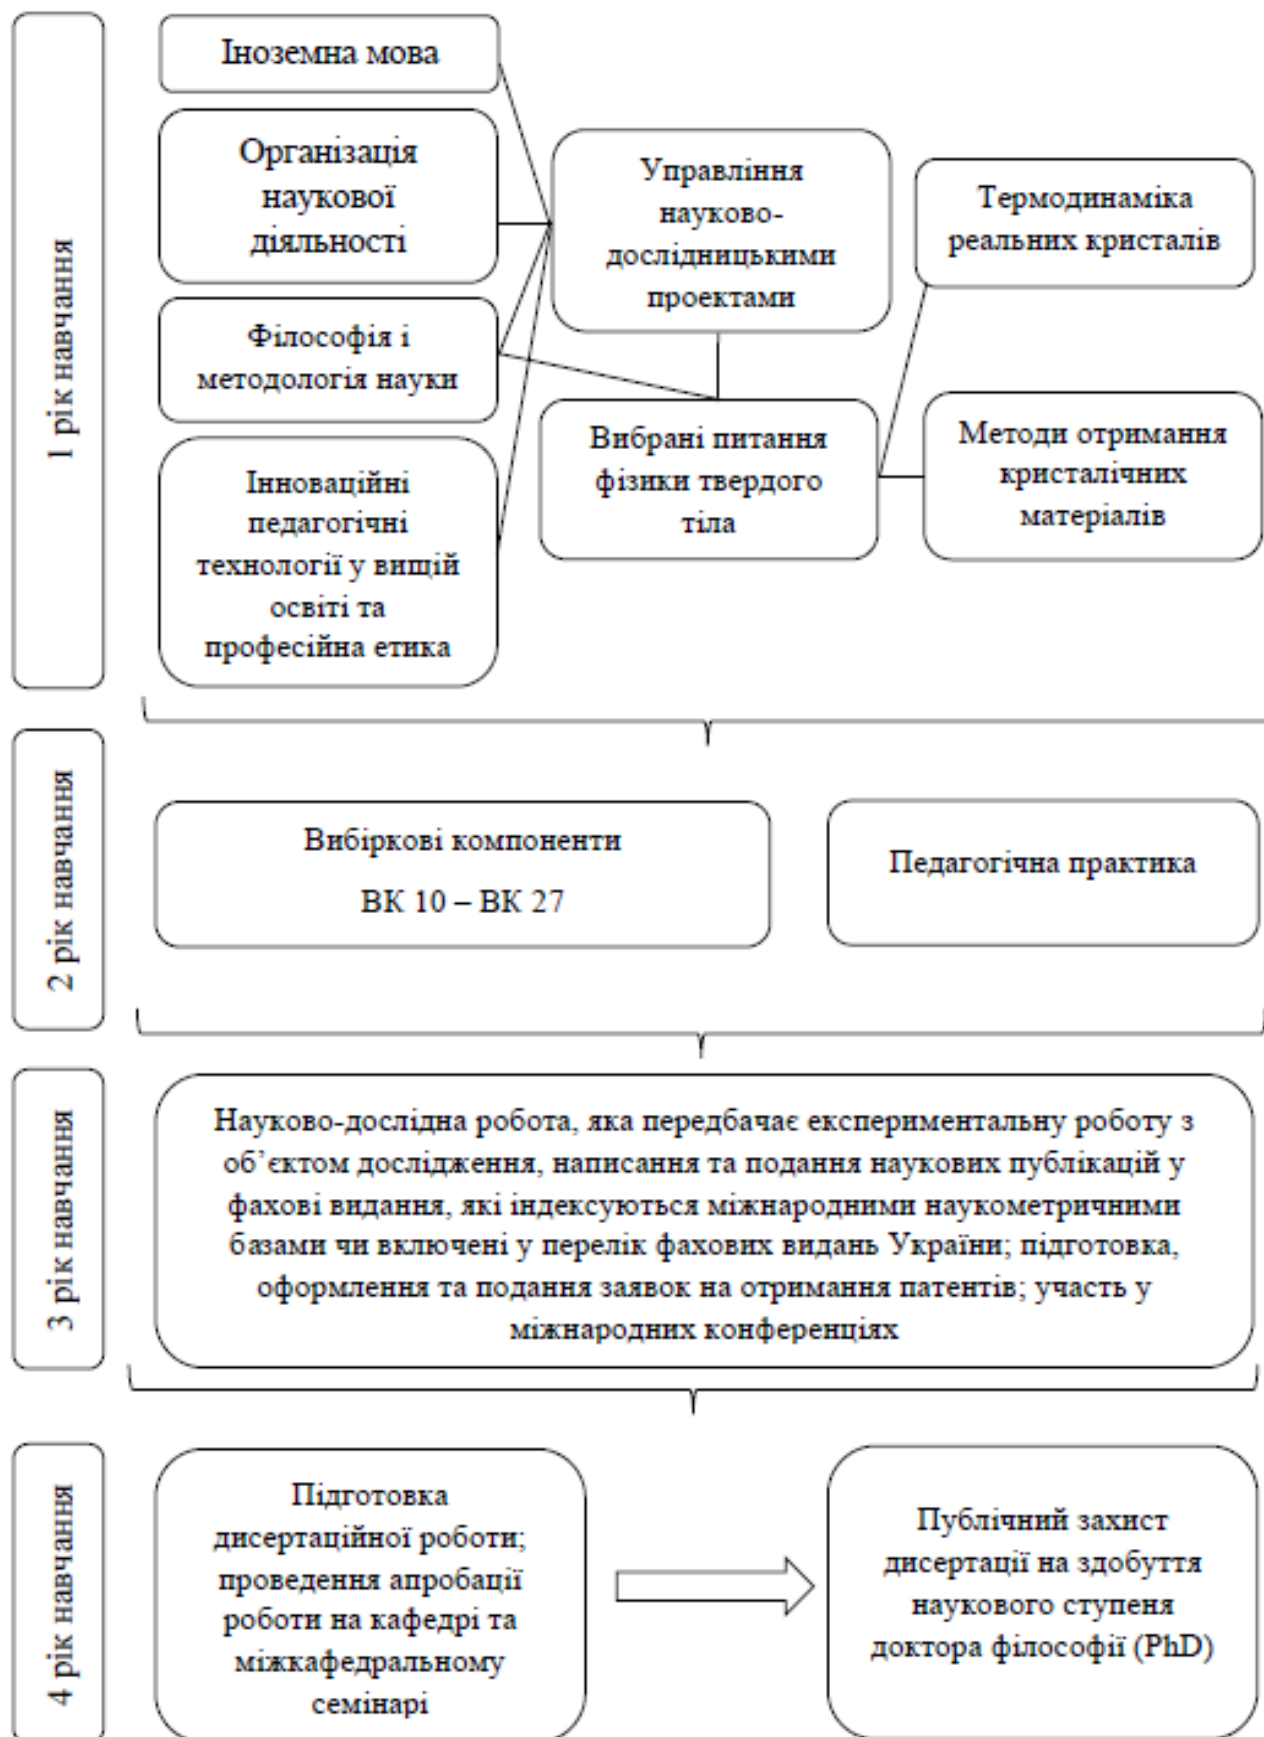 1 рік навчання
Іноземна мова
Організація
наукової
діяльності
Філософія і
методологія науки
Інноваційні
педагогічні
технології у вищій
освіті та
професійна етика
Управління
науково-
дослідницькими
проектами
Вибрані питання
фізики твердого
тіла
Термодинаміка
реальних кристалів
Методи отримання
кристалічних
матеріалів
2 рік навчання
Вибіркові компоненти
ВК 10 – ВК 27
Педагогічна практика
3 рік навчання
Науково-дослідна робота, яка передбачає експериментальну роботу з
об’єктом дослідження, написання та подання наукових публікацій у
фахові видання, які індексуються міжнародними наукометричними
базами чи включені у перелік фахових видань України; підготовка,
оформлення та подання заявок на отримання патентів; участь у
міжнародних конференціях
4 рік навчання
Підготовка
дисертаційної роботи;
проведення апробації
роботи на кафедрі та
міжкафедральному
семінарі
Публічний захист
дисертації на здобуття
наукового ступеня
доктора філософії (PhD)